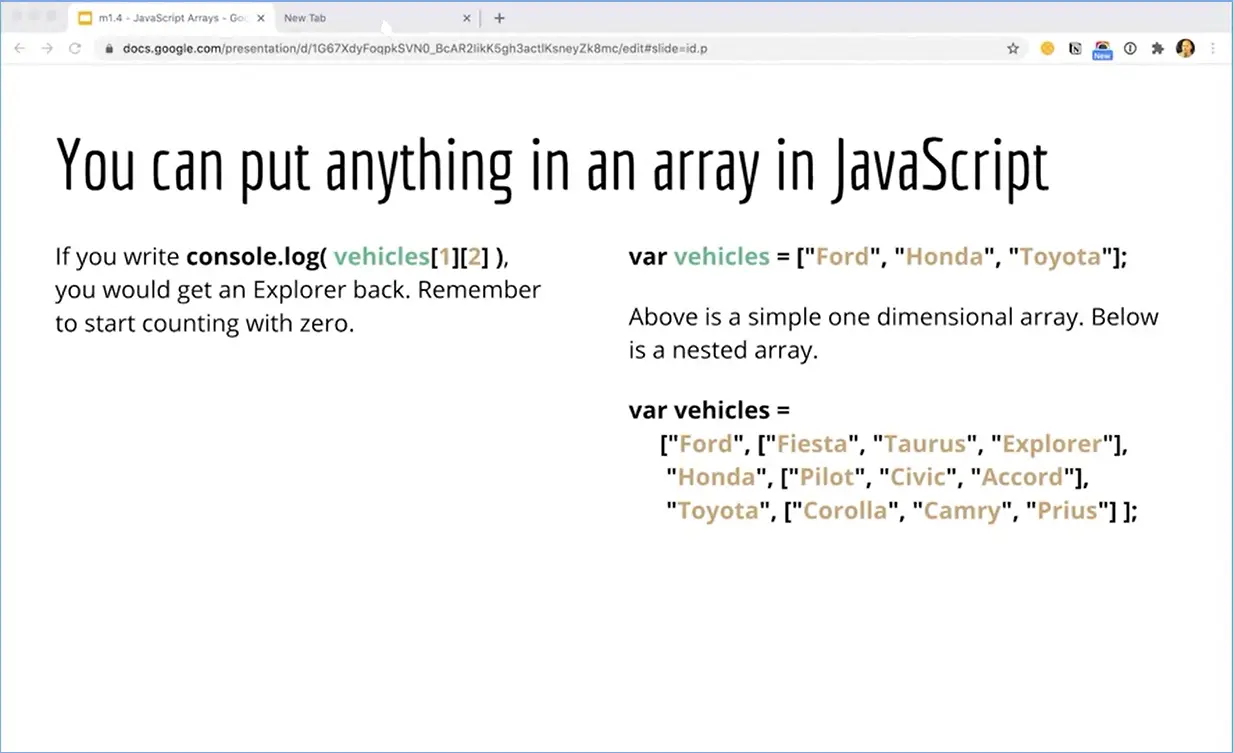 m1.4 - JavaScript Arrays - Goo
New Tab
docs.google.com/presentation/d/1G67XdyFoqpkSVN0_BcAR2IikK5gh3actlKsneyZk8mc/edit#slide=id.p
New
You can put anything in an array in JavaScript
If you write console.log( vehicles[1][2] ),
you would get an Explorer back. Remember
to start counting with zero.
var vehicles = ["Ford", "Honda", "Toyota"];
Above is a simple one dimensional array. Below
is a nested array.
var vehicles =
["Ford", ["Fiesta", "Taurus", "Explorer"],
"Honda", ["Pilot", "Civic", "Accord"],
"Toyota", ["Corolla", "Camry", "Prius"] ];